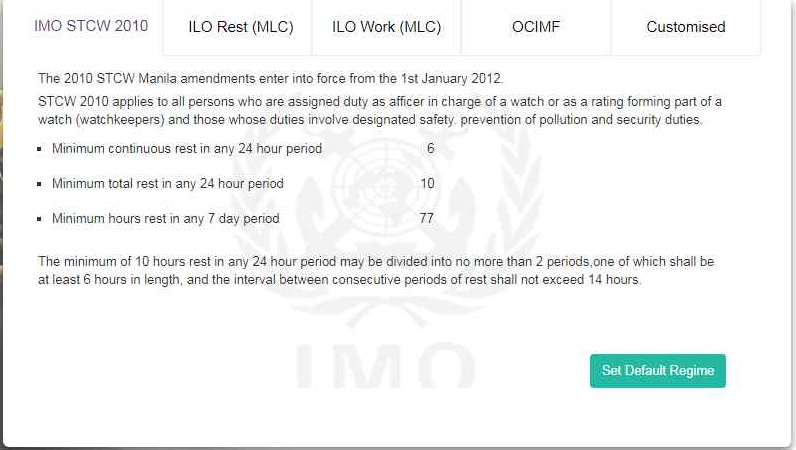 IMO STCW 2010 ILO Rest (MLC) ILO Work (MLC) OCIMF Customised
The 2010 STCW Manila amendments enter into force from the 1st January 2012.
STCW 2010 applies to all persons who are assigned duty as afficer in charge of a watch or as a rating forming part of a
watch (watchkeepers) and those whose duties involve designated safety. prevention of pollution and security duties.
▪ Minimum continuous rest in any 24 hour period 6
▪ Minimum total rest in any 24 hour period 10
▪ Minimum hours rest in any 7 day period 77
The minimum of 10 hours rest in any 24 hour period may be divided into no more than 2 periods,one of which shall be
at least 6 hours in length, and the interval between consecutive periods of rest shall not exceed 14 hours.
IMO
Set Default Regime